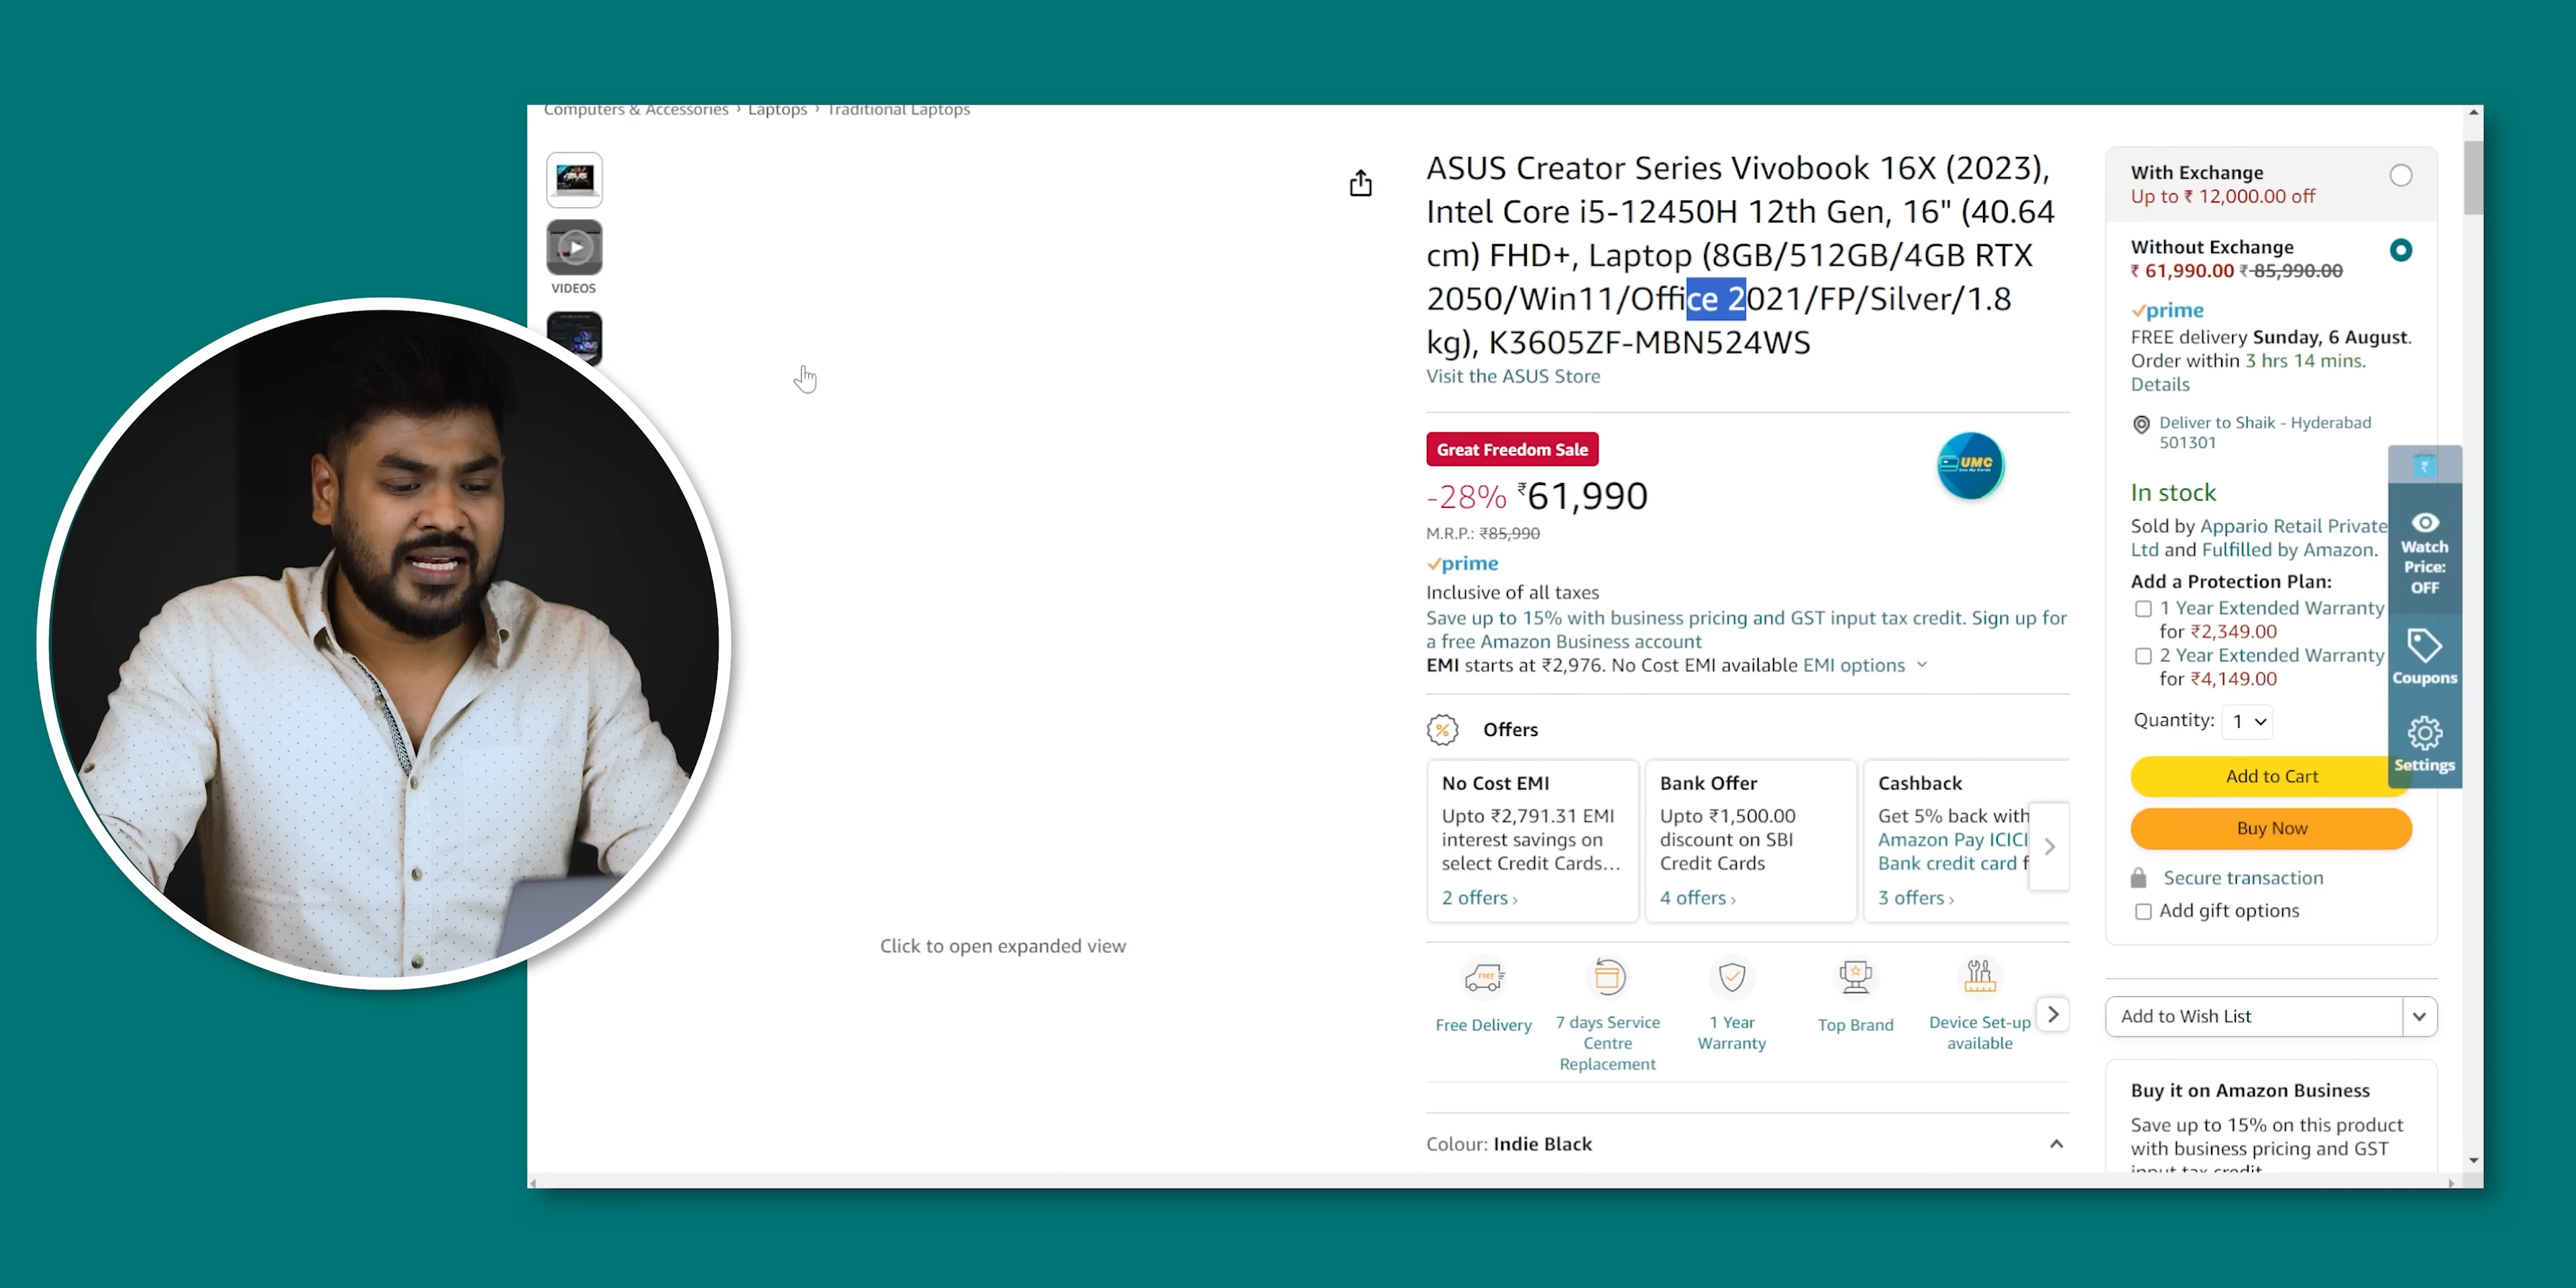 Computers & Accessories › Laptops › Traditional Laptops
VIDEOS
Click to open expanded view
ASUS Creator Series Vivobook 16X (2023),
Intel Core i5-12450H 12th Gen, 16" (40.64
cm) FHD+, Laptop (8GB/512GB/4GB RTX
2050/Win11/Office 2021/FP/Silver/1.8
kg), K3605ZF-MBN524WS
Visit the ASUS Store
Great Freedom Sale
UMC
-28% ₹61,990
M.R.P.: ₹85,990
prime
Inclusive of all taxes
Save up to 15% with business pricing and GST input tax credit. Sign up for
a free Amazon Business account
EMI starts at ₹2,976. No Cost EMI available EMI options
Offers
No Cost EMI
Upto ₹2,791.31 EMI
interest savings on
select Credit Cards…
2 offers ›
Bank Offer
Upto ₹1,500.00
discount on SBI
Credit Cards
4 offers ›
Cashback
Get 5% back with
Amazon Pay ICICI
Bank credit card f
3 offers ›
FREE
Free Delivery
7 days Service
Centre
Replacement
1 Year
Warranty
Top Brand
Device Set-up
available
Colour: Indie Black
With Exchange
Up to ₹ 12,000.00 off
Without Exchange
₹ 61,990.00 ₹ 85,990.00
prime
FREE delivery Sunday, 6 August.
Order within 3 hrs 14 mins.
Details
Deliver to Shaik - Hyderabad
501301
In stock
Sold by Appario Retail Private
Ltd and Fulfilled by Amazon.
Add a Protection Plan:
1 Year Extended Warranty
for ₹2,349.00
2 Year Extended Warranty
for ₹4,149.00
Quantity: 1
Add to Cart
Buy Now
Secure transaction
Add gift options
Add to Wish List
Buy it on Amazon Business
Save up to 15% on this product
with business pricing and GST
input tax credit
₹
Watch
Price:
OFF
Coupons
Settings